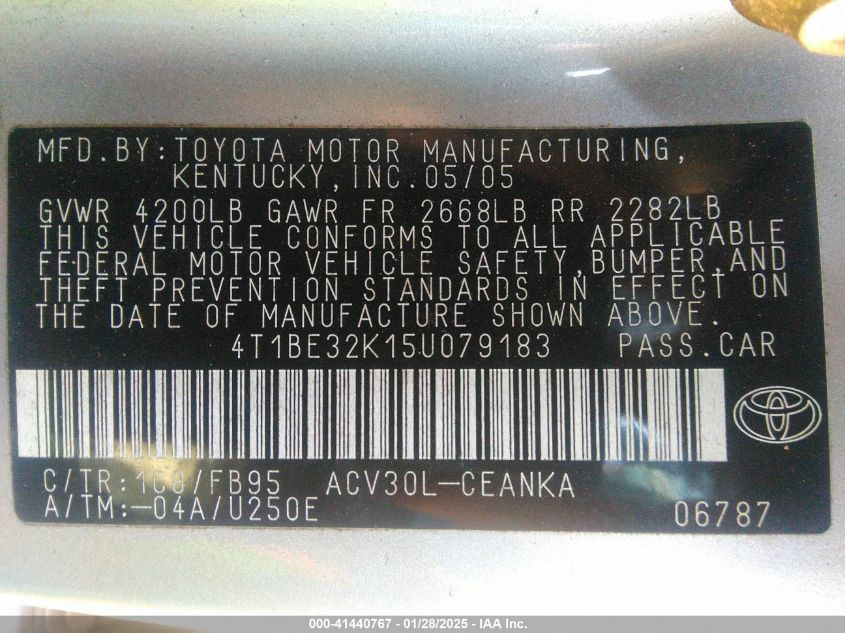 MFD.BY:TOYOTA MOTOR MANUFACTURING,
KENTUCKY,INC.05/05
GVWR 4200LB GAWR FR 2668LB RR 2282LB
THIS VEHICLE CONFORMS TO ALL APPLICABLE
FEDERAL MOTOR VEHICLE SAFETY,BUMPER,AND
THEFT PREVENTION STANDARDS IN EFFECT ON
THE DATE OF MANUFACTURE SHOWN ABOVE.
4T1BE32K15U079183 PASS.CAR
C/TR:1C8/FB95 ACV30L-CEANKA
A/TM:-04A/U250E 06787
000-41440767 | 01/28/2025 - IAA Inc.